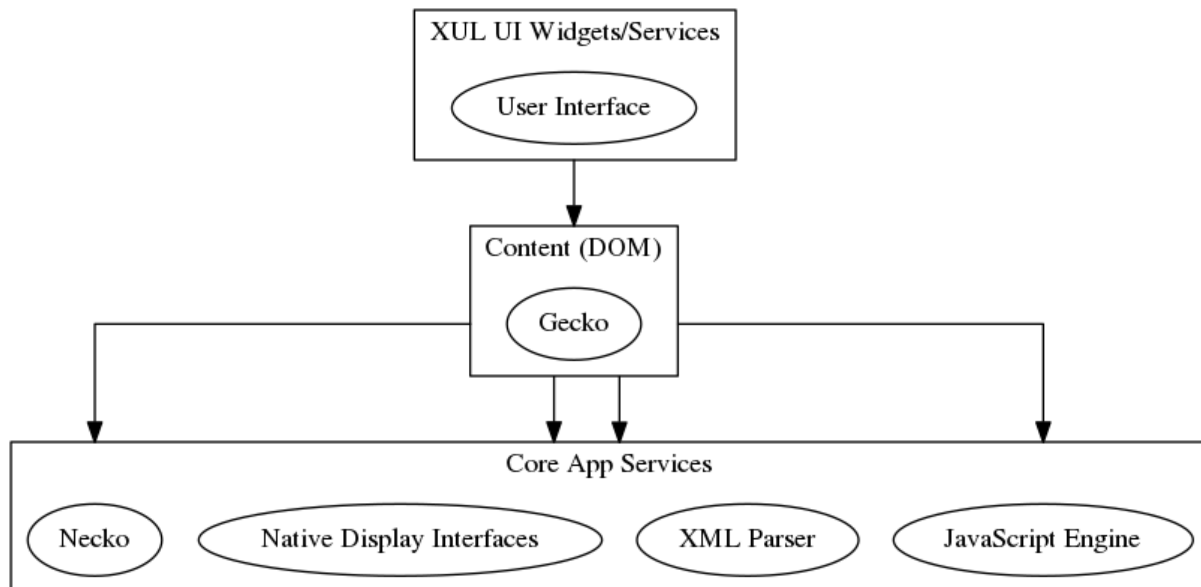 XUL UI Widgets/Services
User Interface
Content (DOM)
Gecko
Core App Services
Necko
Native Display Interfaces
XML Parser
JavaScript Engine